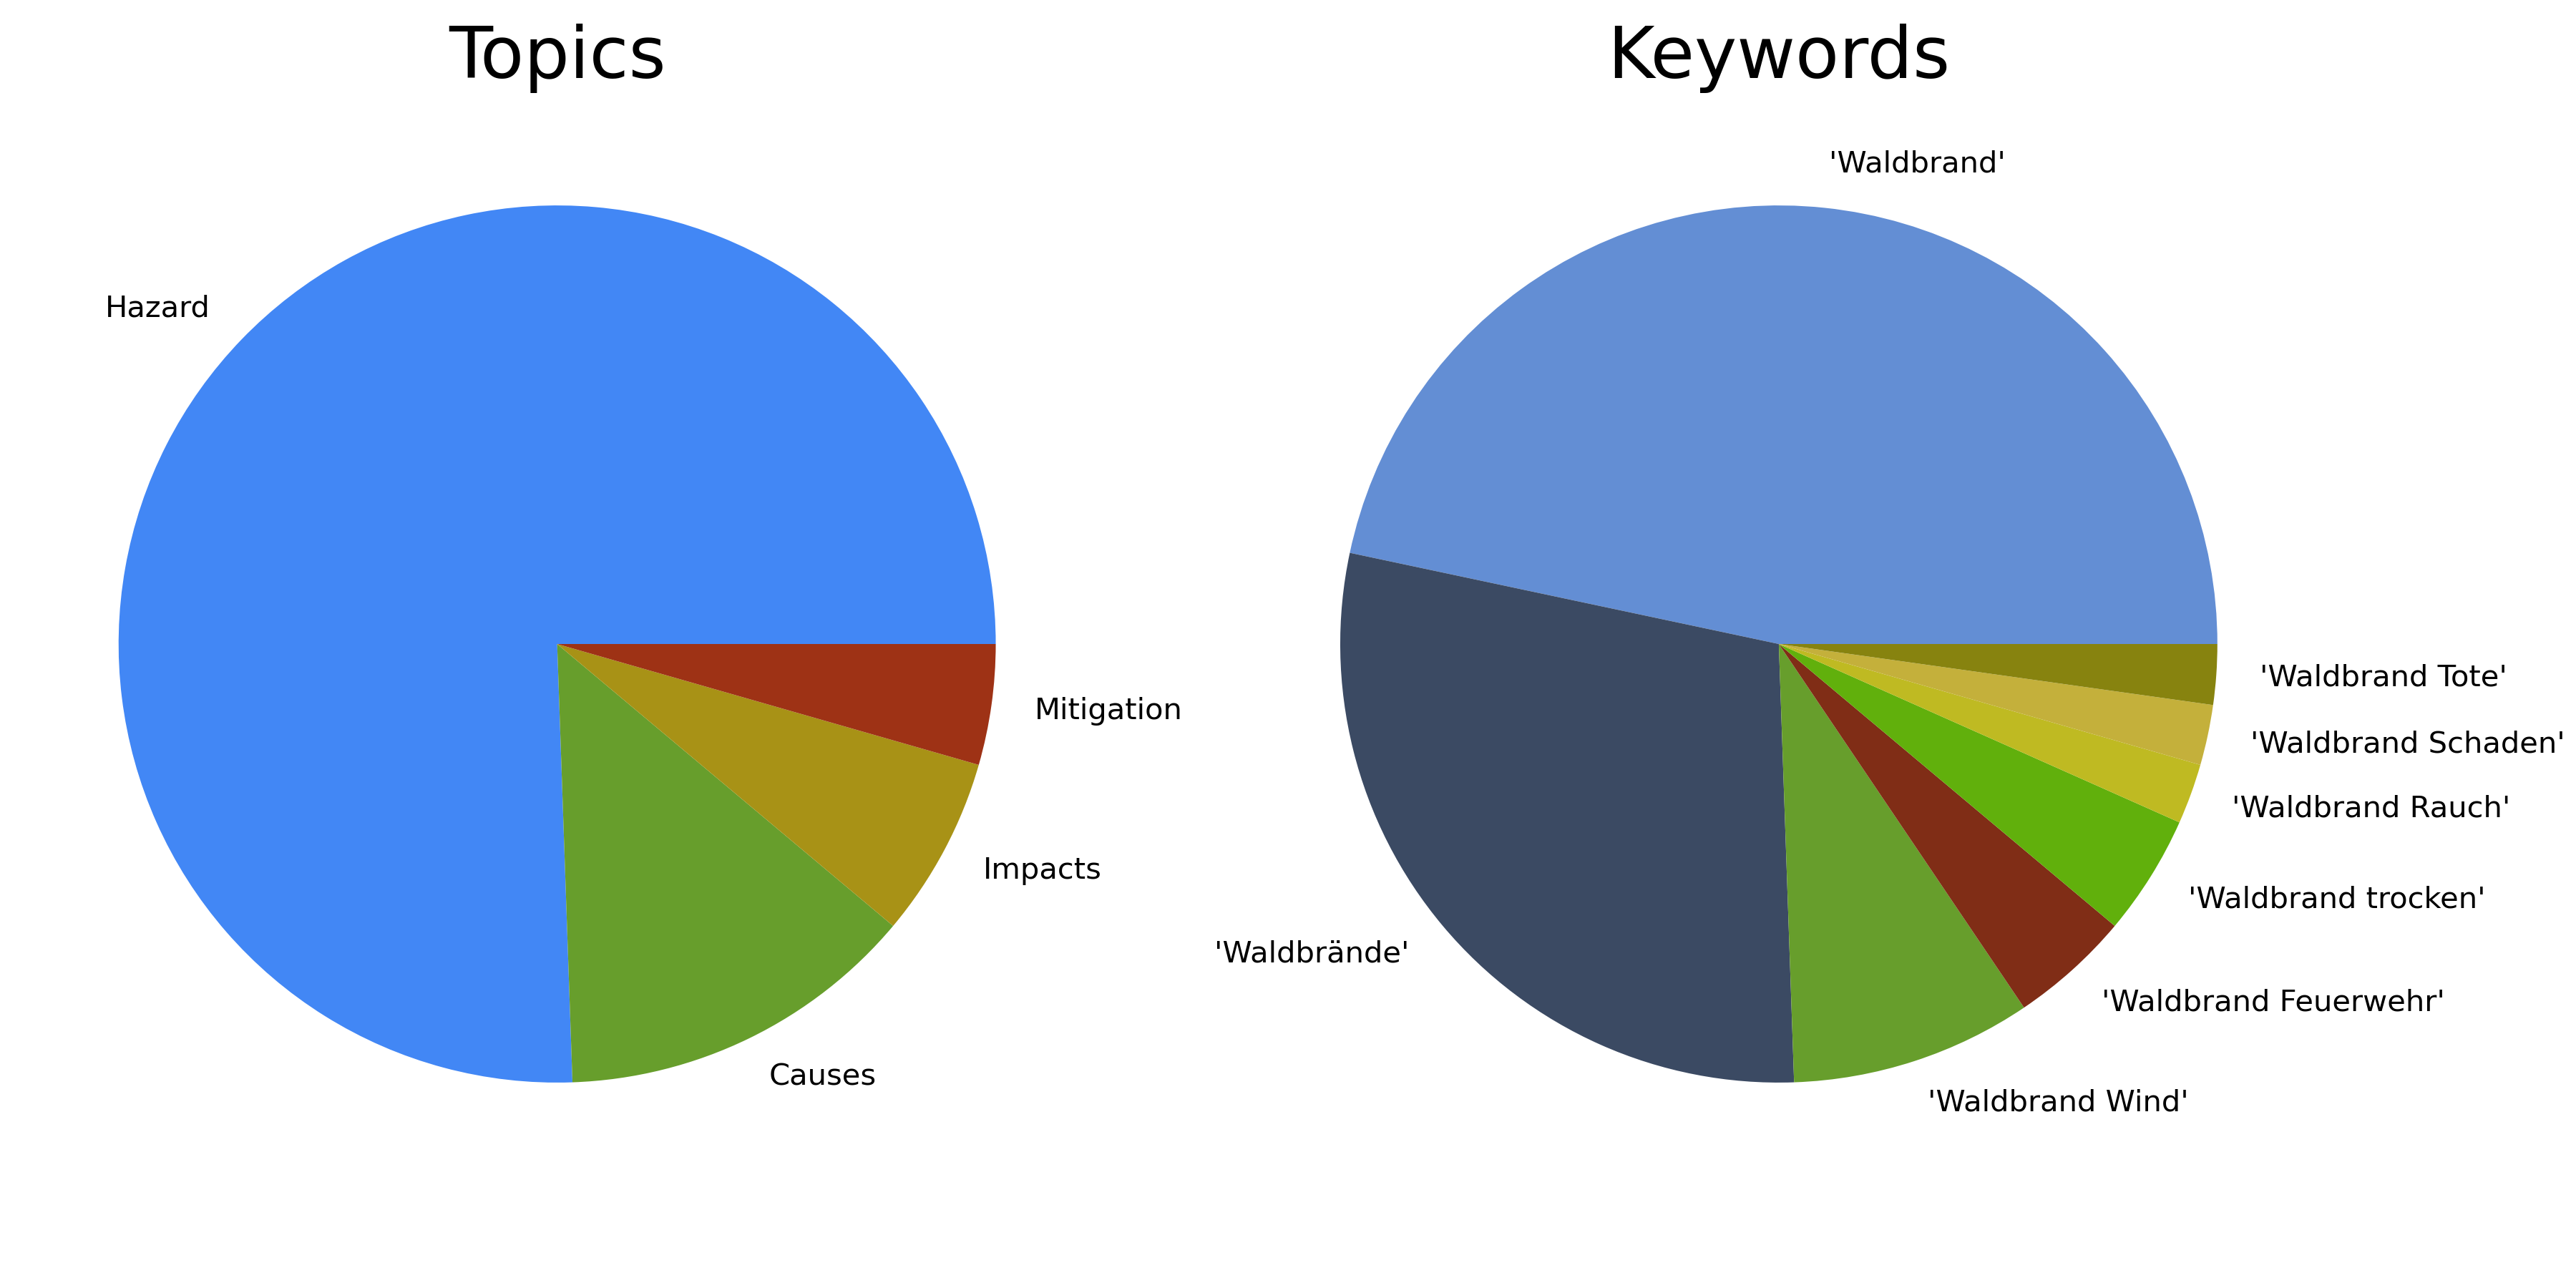 Topics
Hazard
Mitigation
Impacts
Causes
Keywords
'Waldbrand'
'Waldbrand Tote'
'Waldbrand Schaden'
'Waldbrand Rauch'
'Waldbrand trocken'
'Waldbrände'
'Waldbrand Feuerwehr'
'Waldbrand Wind'